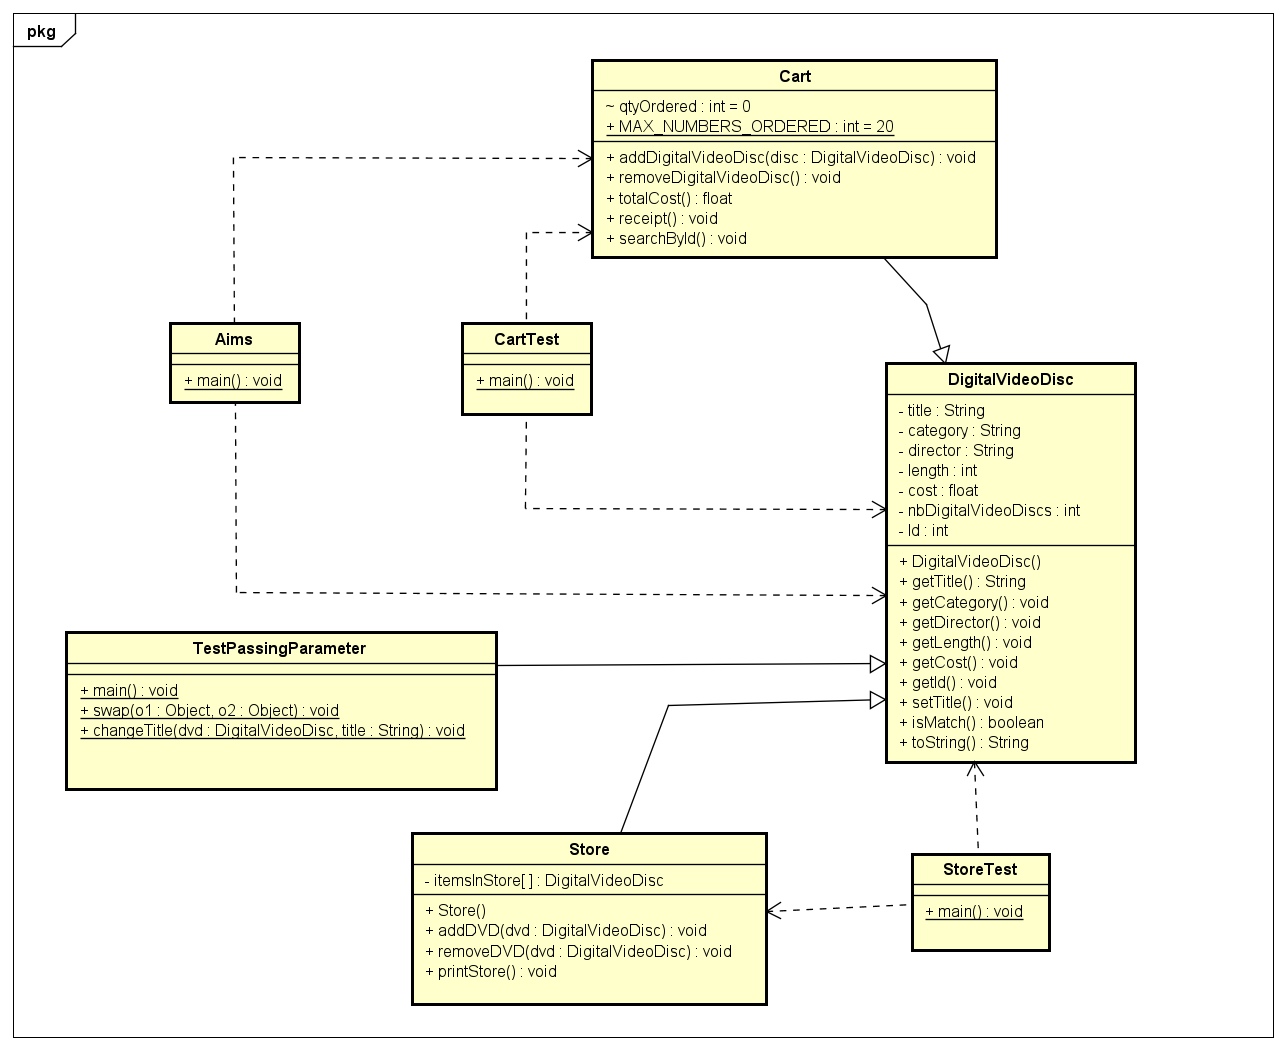 pkg
Cart
~ qtyOrdered : int = 0
+ MAX_NUMBERS_ORDERED : int = 20
+ addDigitalVideoDisc(disc : DigitalVideoDisc) : void
+ removeDigitalVideoDisc() : void
+ totalCost() : float
+ receipt() : void
+ searchById() : void
Aims
+ main() : void
CartTest
+ main() : void
DigitalVideoDisc
- title : String
- category : String
- director : String
- length : int
- cost : float
- nbDigitalVideoDiscs : int
- Id : int
+ DigitalVideoDisc()
+ getTitle() : String
+ getCategory() : void
+ getDirector() : void
+ getLength() : void
+ getCost() : void
+ getId() : void
+ setTitle() : void
+ isMatch() : boolean
+ toString() : String
TestPassingParameter
+ main() : void
+ swap(o1 : Object, o2 : Object) : void
+ changeTitle(dvd : DigitalVideoDisc, title : String) : void
Store
- itemsInStore[ ] : DigitalVideoDisc
+ Store()
+ addDVD(dvd : DigitalVideoDisc) : void
+ removeDVD(dvd : DigitalVideoDisc) : void
+ printStore() : void
StoreTest
+ main() : void